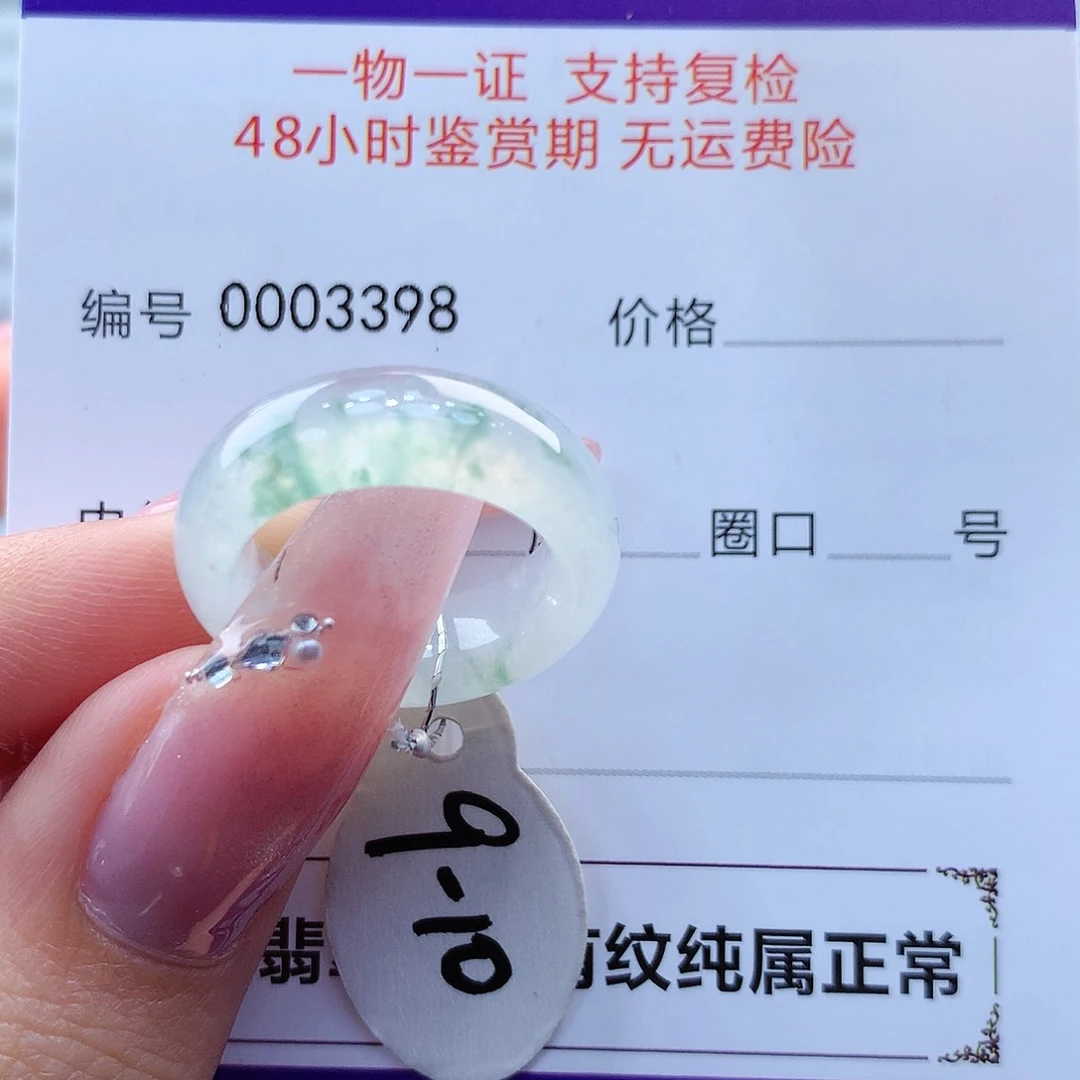 一物一证 支持复检
48小时鉴赏期 无运费险
编号 0003398 价格
圈口 号
9-10
翡 纹纯属正常